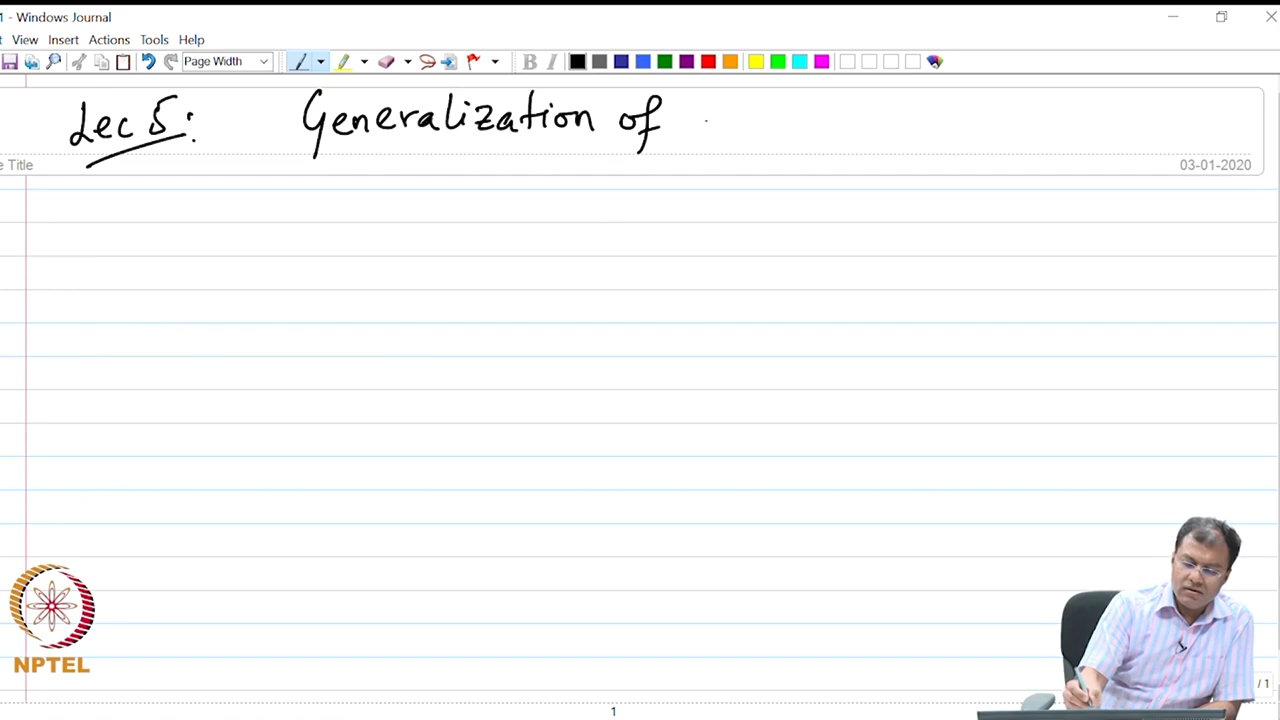 1 - Windows Journal
t View Insert Actions Tools Help
Page Width
B I
Lec 5: Generalization of
e Title
03-01-2020
NPTEL
/ 1
1